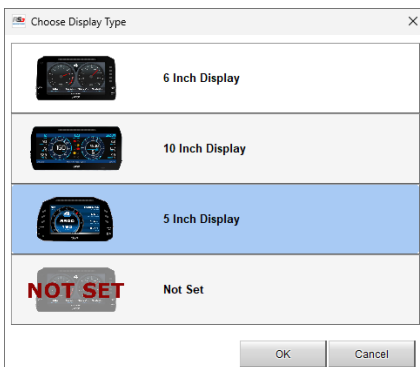 Choose Display Type
6 Inch Display
10 Inch Display
5 Inch Display
NOT SET
Not Set
OK
Cancel